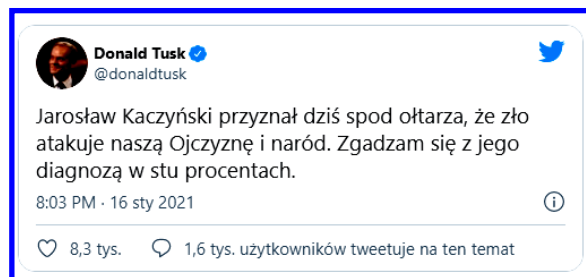 Donald Tusk
@donaldtusk
Jarosław Kaczyński przyznał dziś spod ołtarza, że zło
atakuje naszą Ojczyznę i naród. Zgadzam się z jego
diagnozą w stu procentach.
8:03 PM · 16 sty 2021
8,3 tys. 1,6 tys. użytkowników tweetuje na ten temat